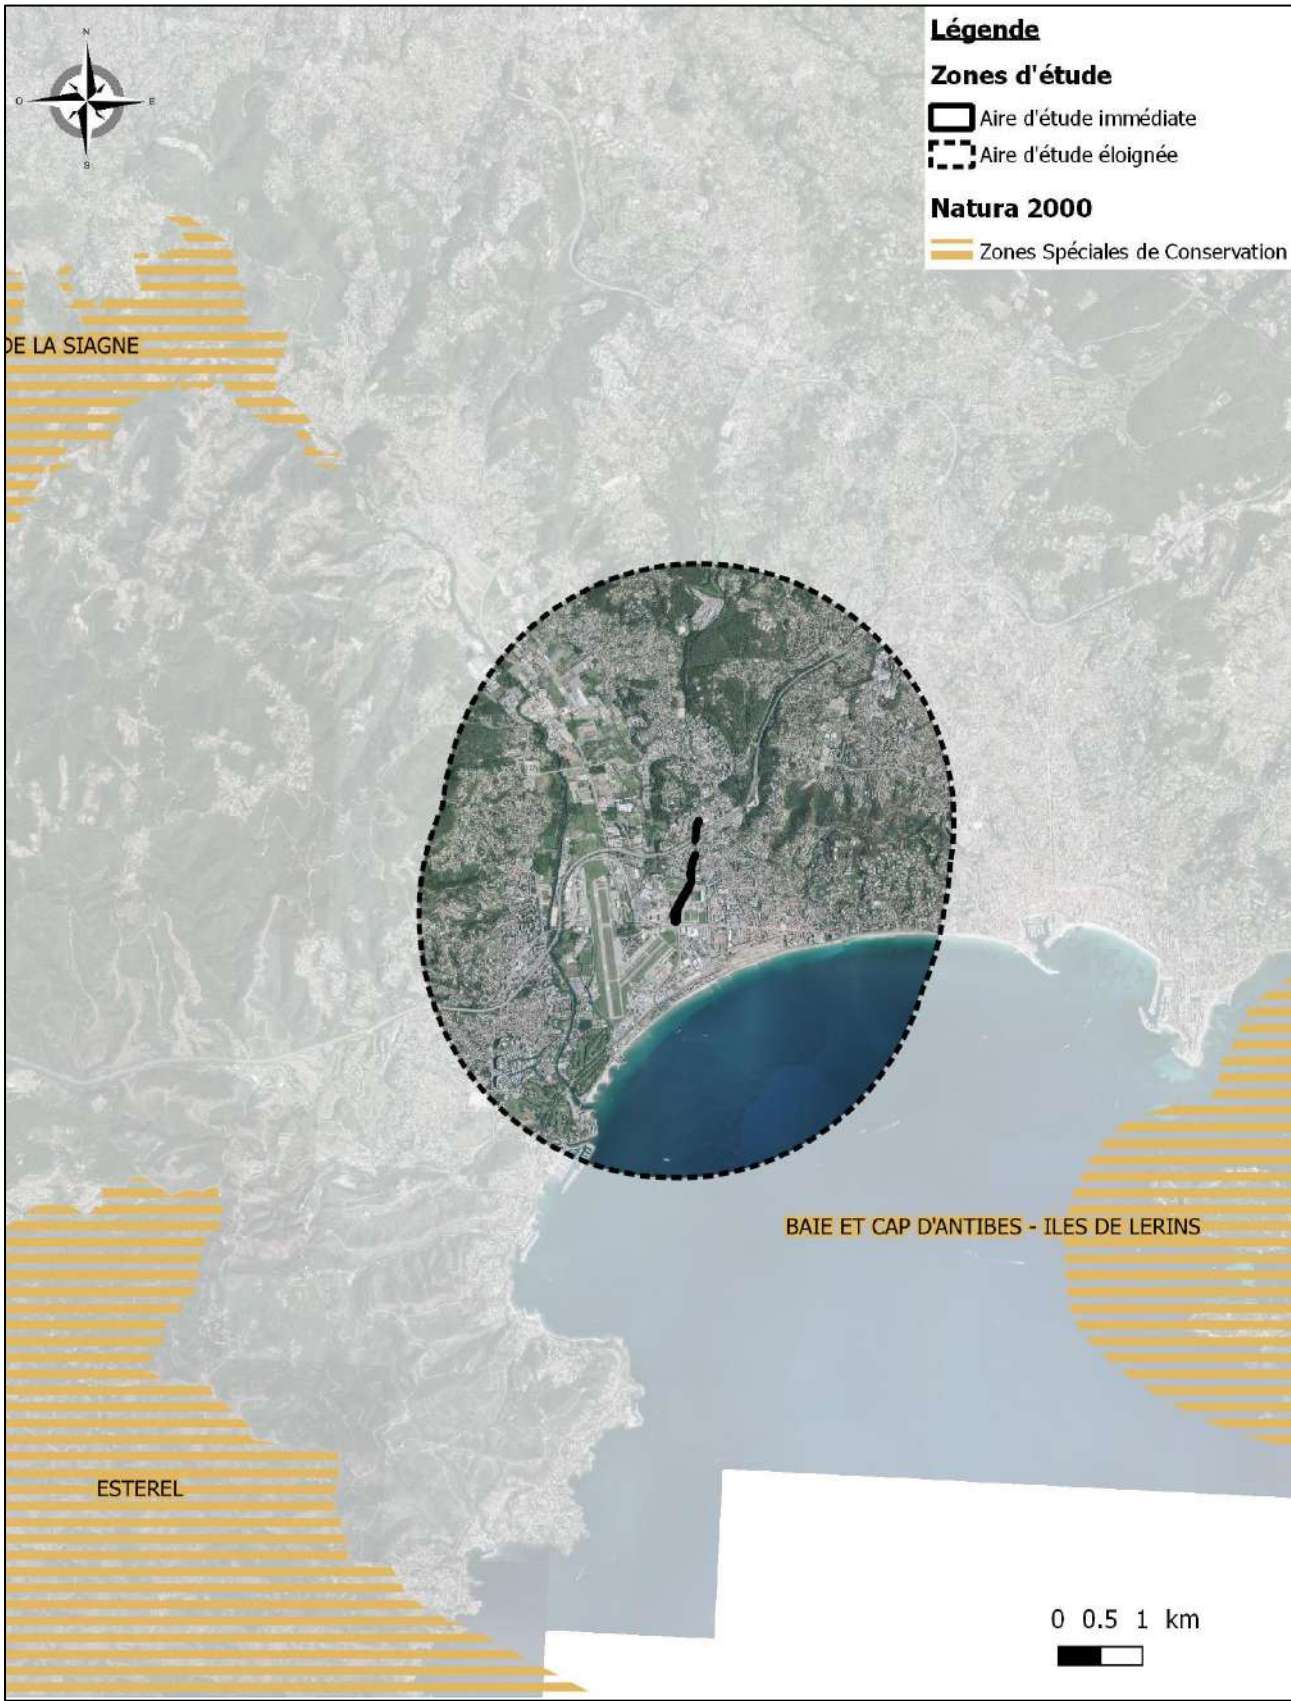 Légende
Zones d'étude
Aire d'étude immédiate
Aire d'étude éloignée
Natura 2000
Zones Spéciales de Conservation
N
O
E
S
DE LA SIAGNE
BAIE ET CAP D'ANTIBES - ILES DE LERINS
ESTEREL
0 0.5 1 km